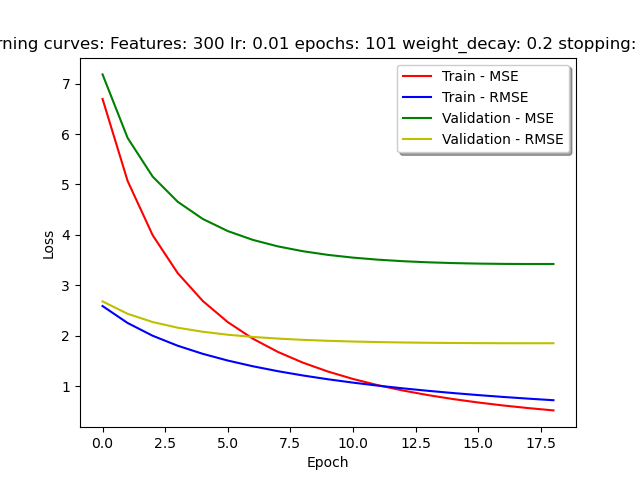 curves: Features: 300 lr: 0.01 epochs: 101 weight_decay: 0.2 stopping:
Train - MSE
Train - RMSE
Validation - MSE
Validation - RMSE
7
6
5
4
3
2
1
Loss
0.0 2.5 5.0 7.5 10.0 12.5 15.0 17.5
Epoch